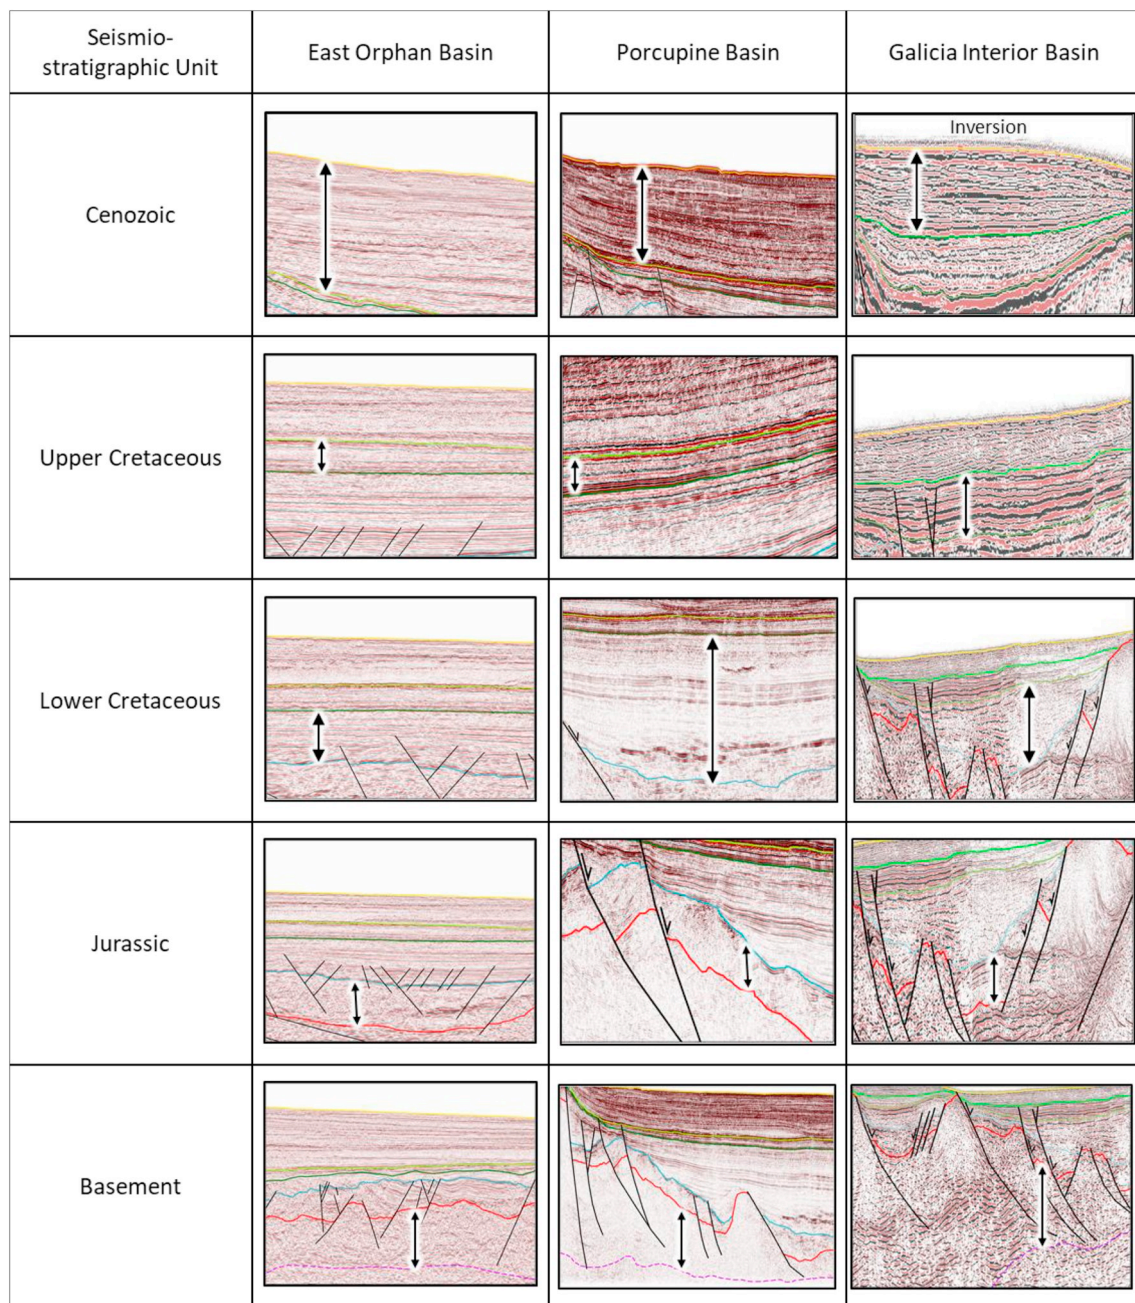 Seismio-
stratigraphic Unit
East Orphan Basin
Porcupine Basin
Galicia Interior Basin
Cenozoic
Inversion
Upper Cretaceous
Lower Cretaceous
Jurassic
Basement